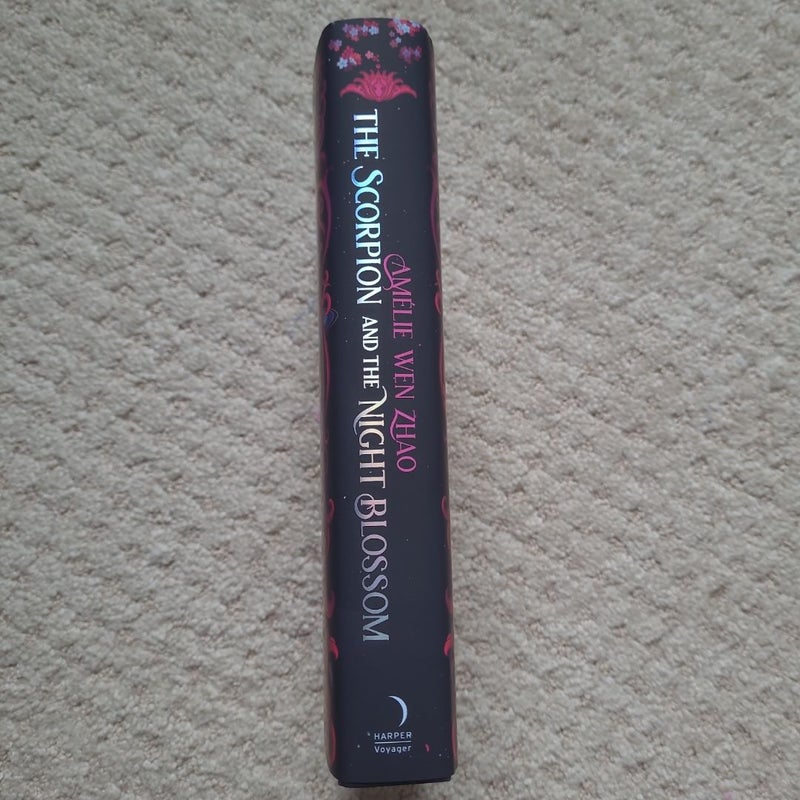 THE SCORPION AND THE NIGHT BLOSSOM
AMÉLIE WEN ZHAO
HARPER
Voyager